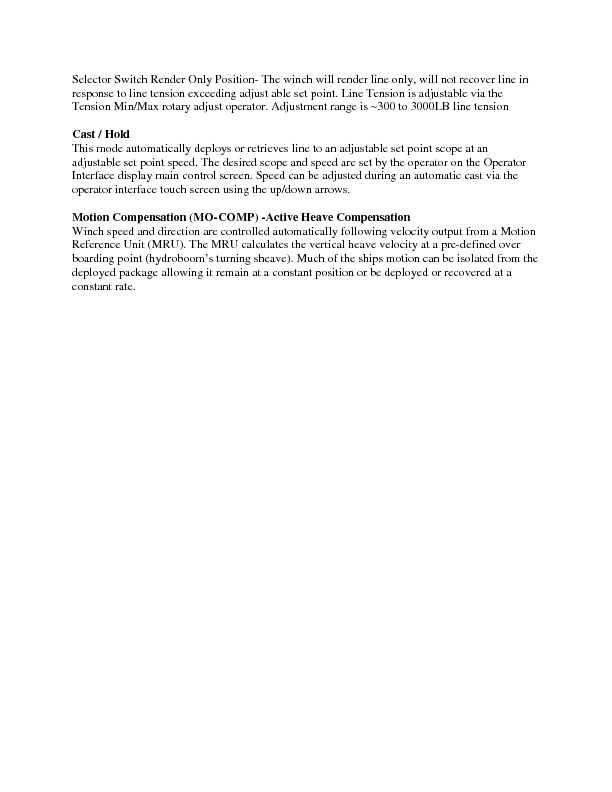 Selector Switch Render Only Position- The winch will render line only, will not recover line in
response to line tension exceeding adjust able set point. Line Tension is adjustable via the
Tension Min/Max rotary adjust operator. Adjustment range is ~300 to 3000LB line tension
Cast / Hold
This mode automatically deploys or retrieves line to an adjustable set point scope at an
adjustable set point speed. The desired scope and speed are set by the operator on the Operator
Interface display main control screen. Speed can be adjusted during an automatic cast via the
operator interface touch screen using the up/down arrows.
Motion Compensation (MO-COMP) -Active Heave Compensation
Winch speed and direction are controlled automatically following velocity output from a Motion
Reference Unit (MRU). The MRU calculates the vertical heave velocity at a pre-defined over
boarding point (hydroboom's turning sheave). Much of the ships motion can be isolated from the
deployed package allowing it remain at a constant position or be deployed or recovered at a
constant rate.